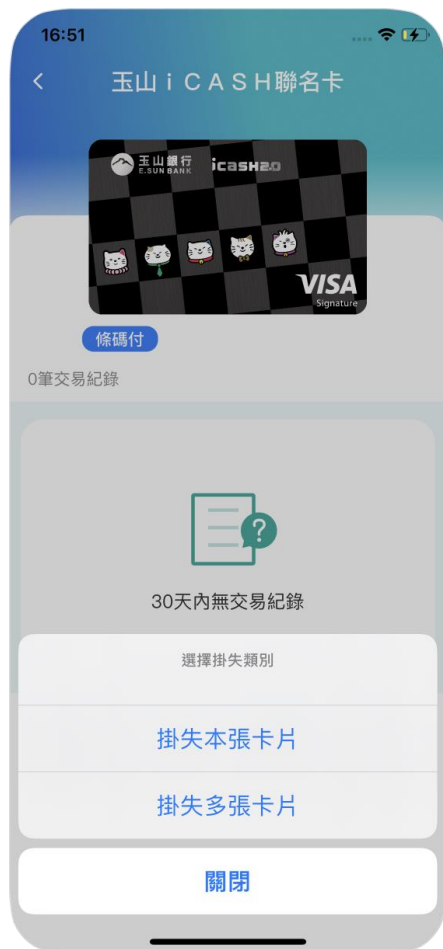 16:51
玉山ｉＣＡＳＨ聯名卡
玉山銀行
E.SUN BANK
icash2.0
VISA
Signature
條碼付
0筆交易紀錄
?
30天內無交易紀錄
選擇掛失類別
掛失本張卡片
掛失多張卡片
關閉